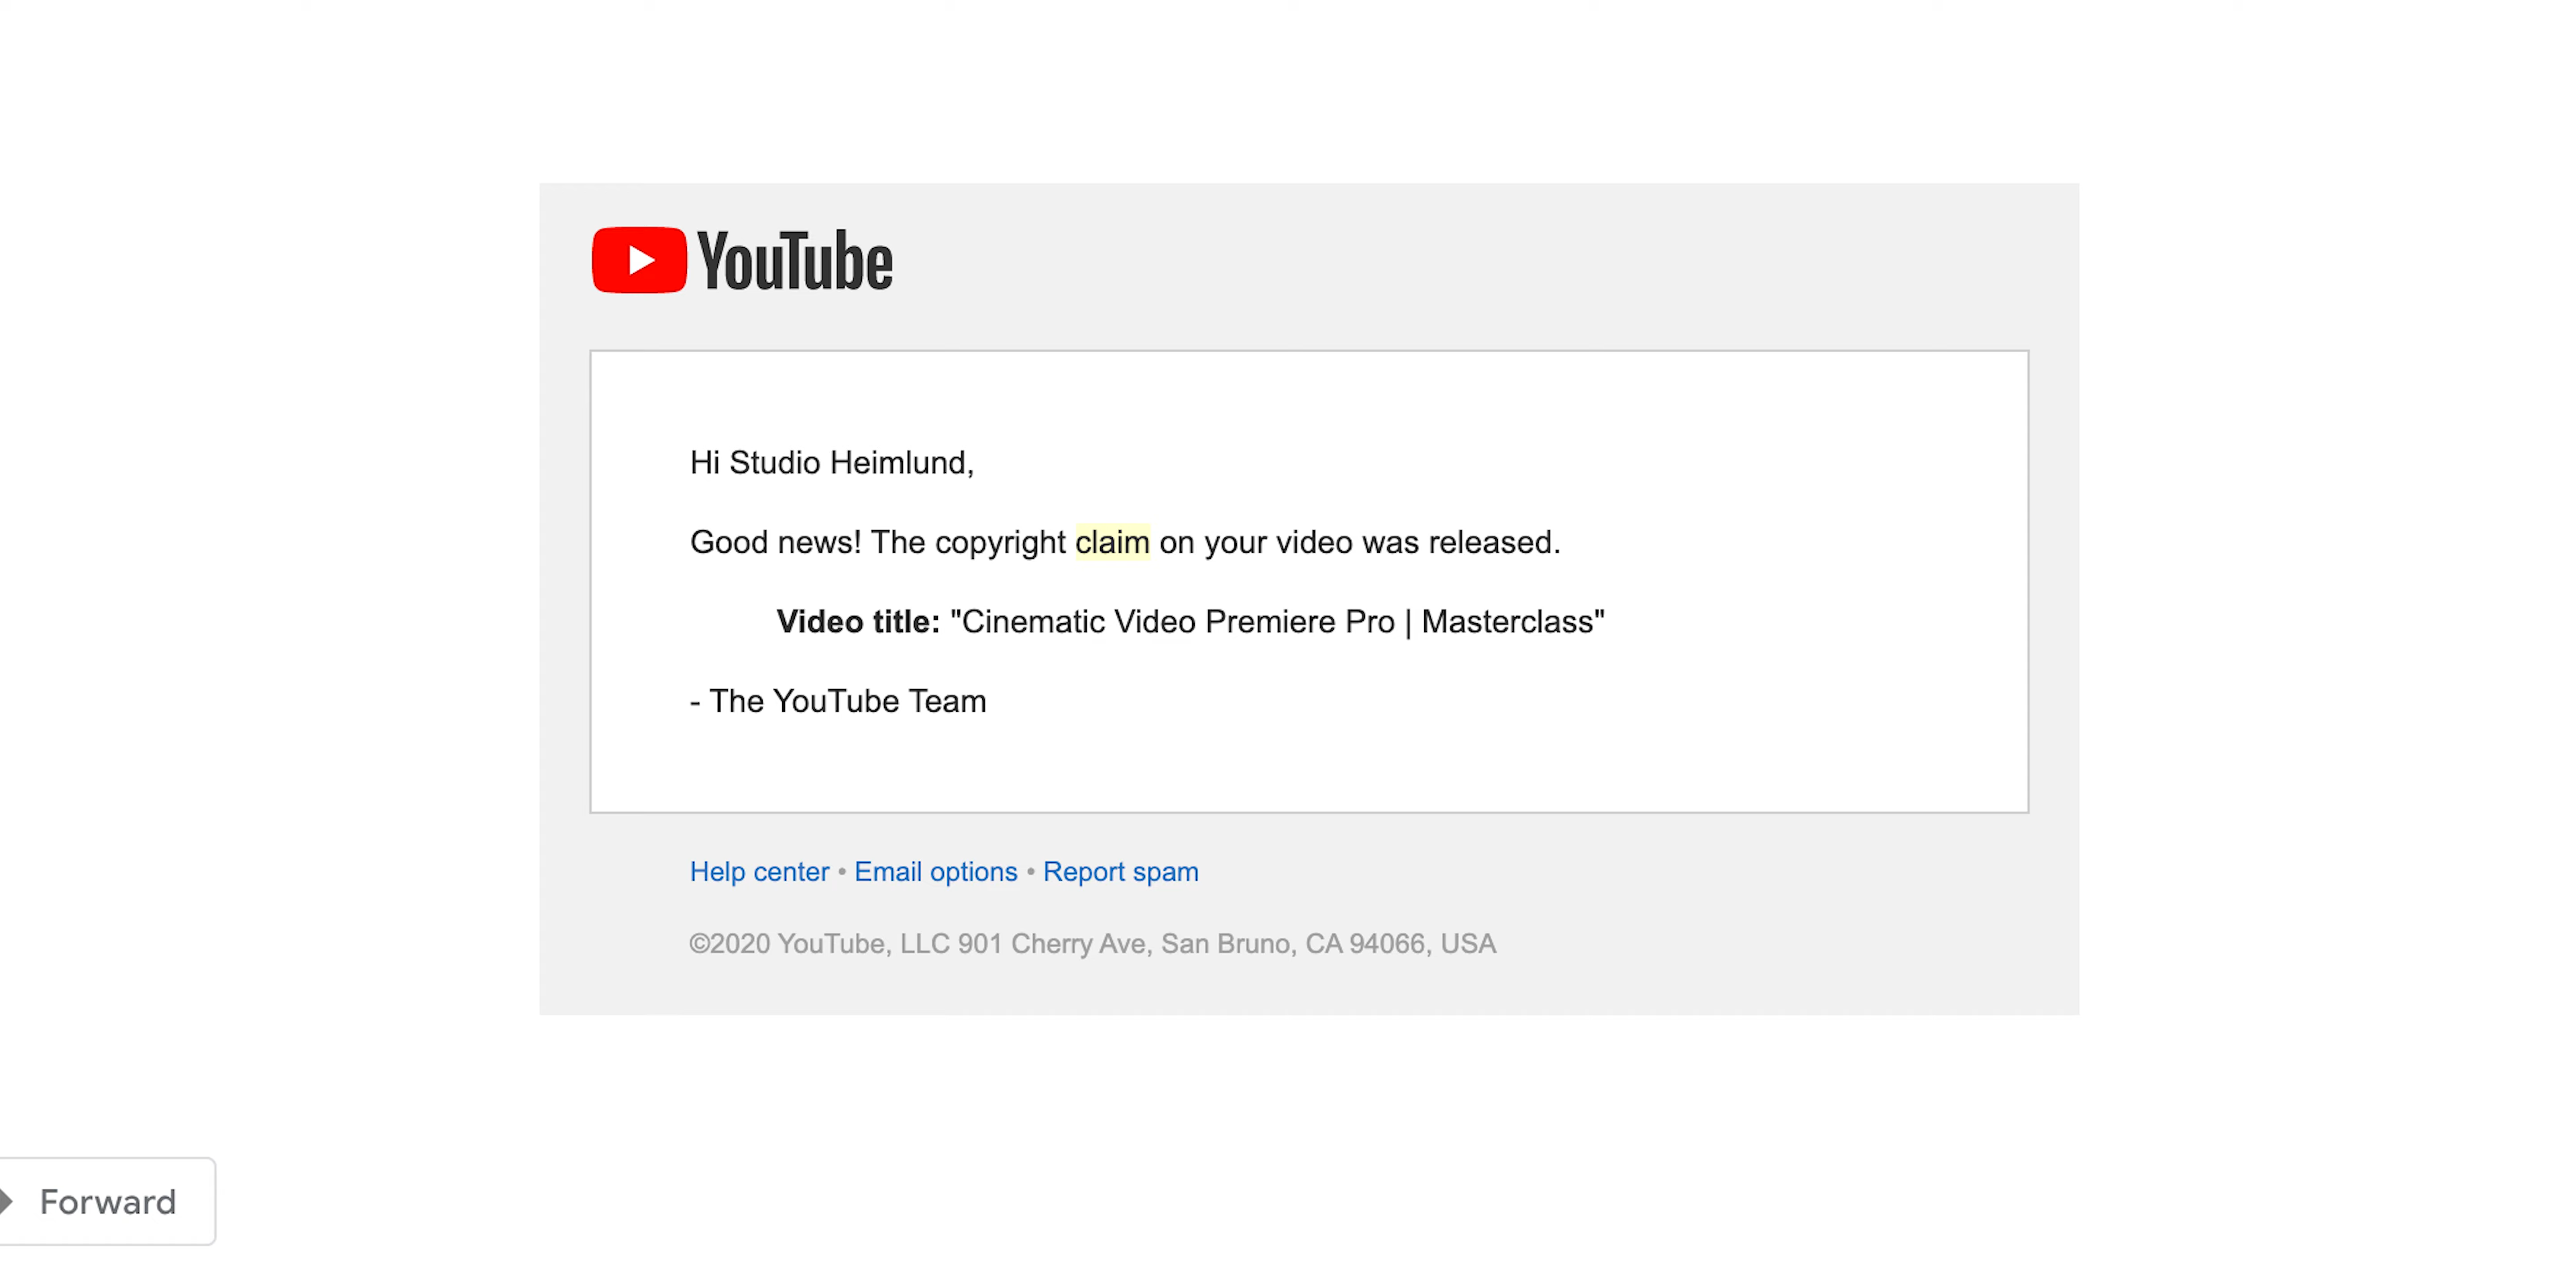 YouTube
Hi Studio Heimlund,
Good news! The copyright claim on your video was released.
Video title: "Cinematic Video Premiere Pro | Masterclass"
- The YouTube Team
Help center • Email options • Report spam
©2020 YouTube, LLC 901 Cherry Ave, San Bruno, CA 94066, USA
Forward